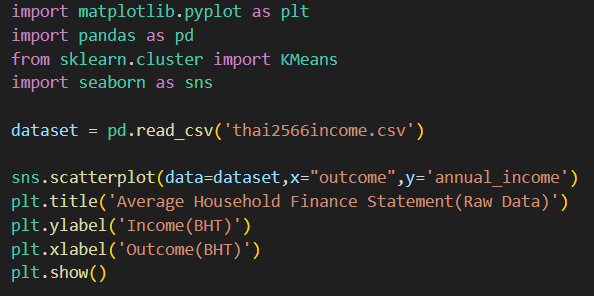 import matplotlib.pyplot as plt
import pandas as pd
from sklearn.cluster import KMeans
import seaborn as sns
dataset = pd.read_csv('thai2566income.csv')
sns.scatterplot(data=dataset,x="outcome",y='annual_income')
plt.title('Average Household Finance Statement(Raw Data)')
plt.ylabel('Income(BHT)')
plt.xlabel('Outcome(BHT)')
plt.show()